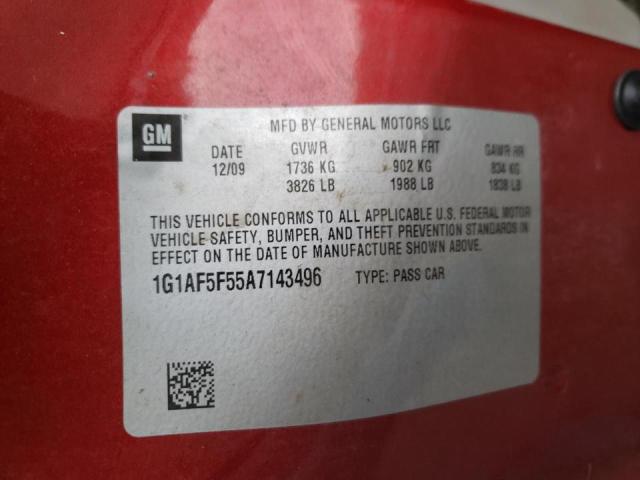 GM
MFD BY GENERAL MOTORS LLC
DATE GVWR GAWR FRT GAWR RR
12/09 1736 KG 902 KG 834 KG
3826 LB 1988 LB 1838 LB
THIS VEHICLE CONFORMS TO ALL APPLICABLE U.S. FEDERAL MOTOR
VEHICLE SAFETY, BUMPER, AND THEFT PREVENTION STANDARDS IN
EFFECT ON THE DATE OF MANUFACTURE SHOWN ABOVE.
1G1AF5F55A7143496 TYPE: PASS CAR